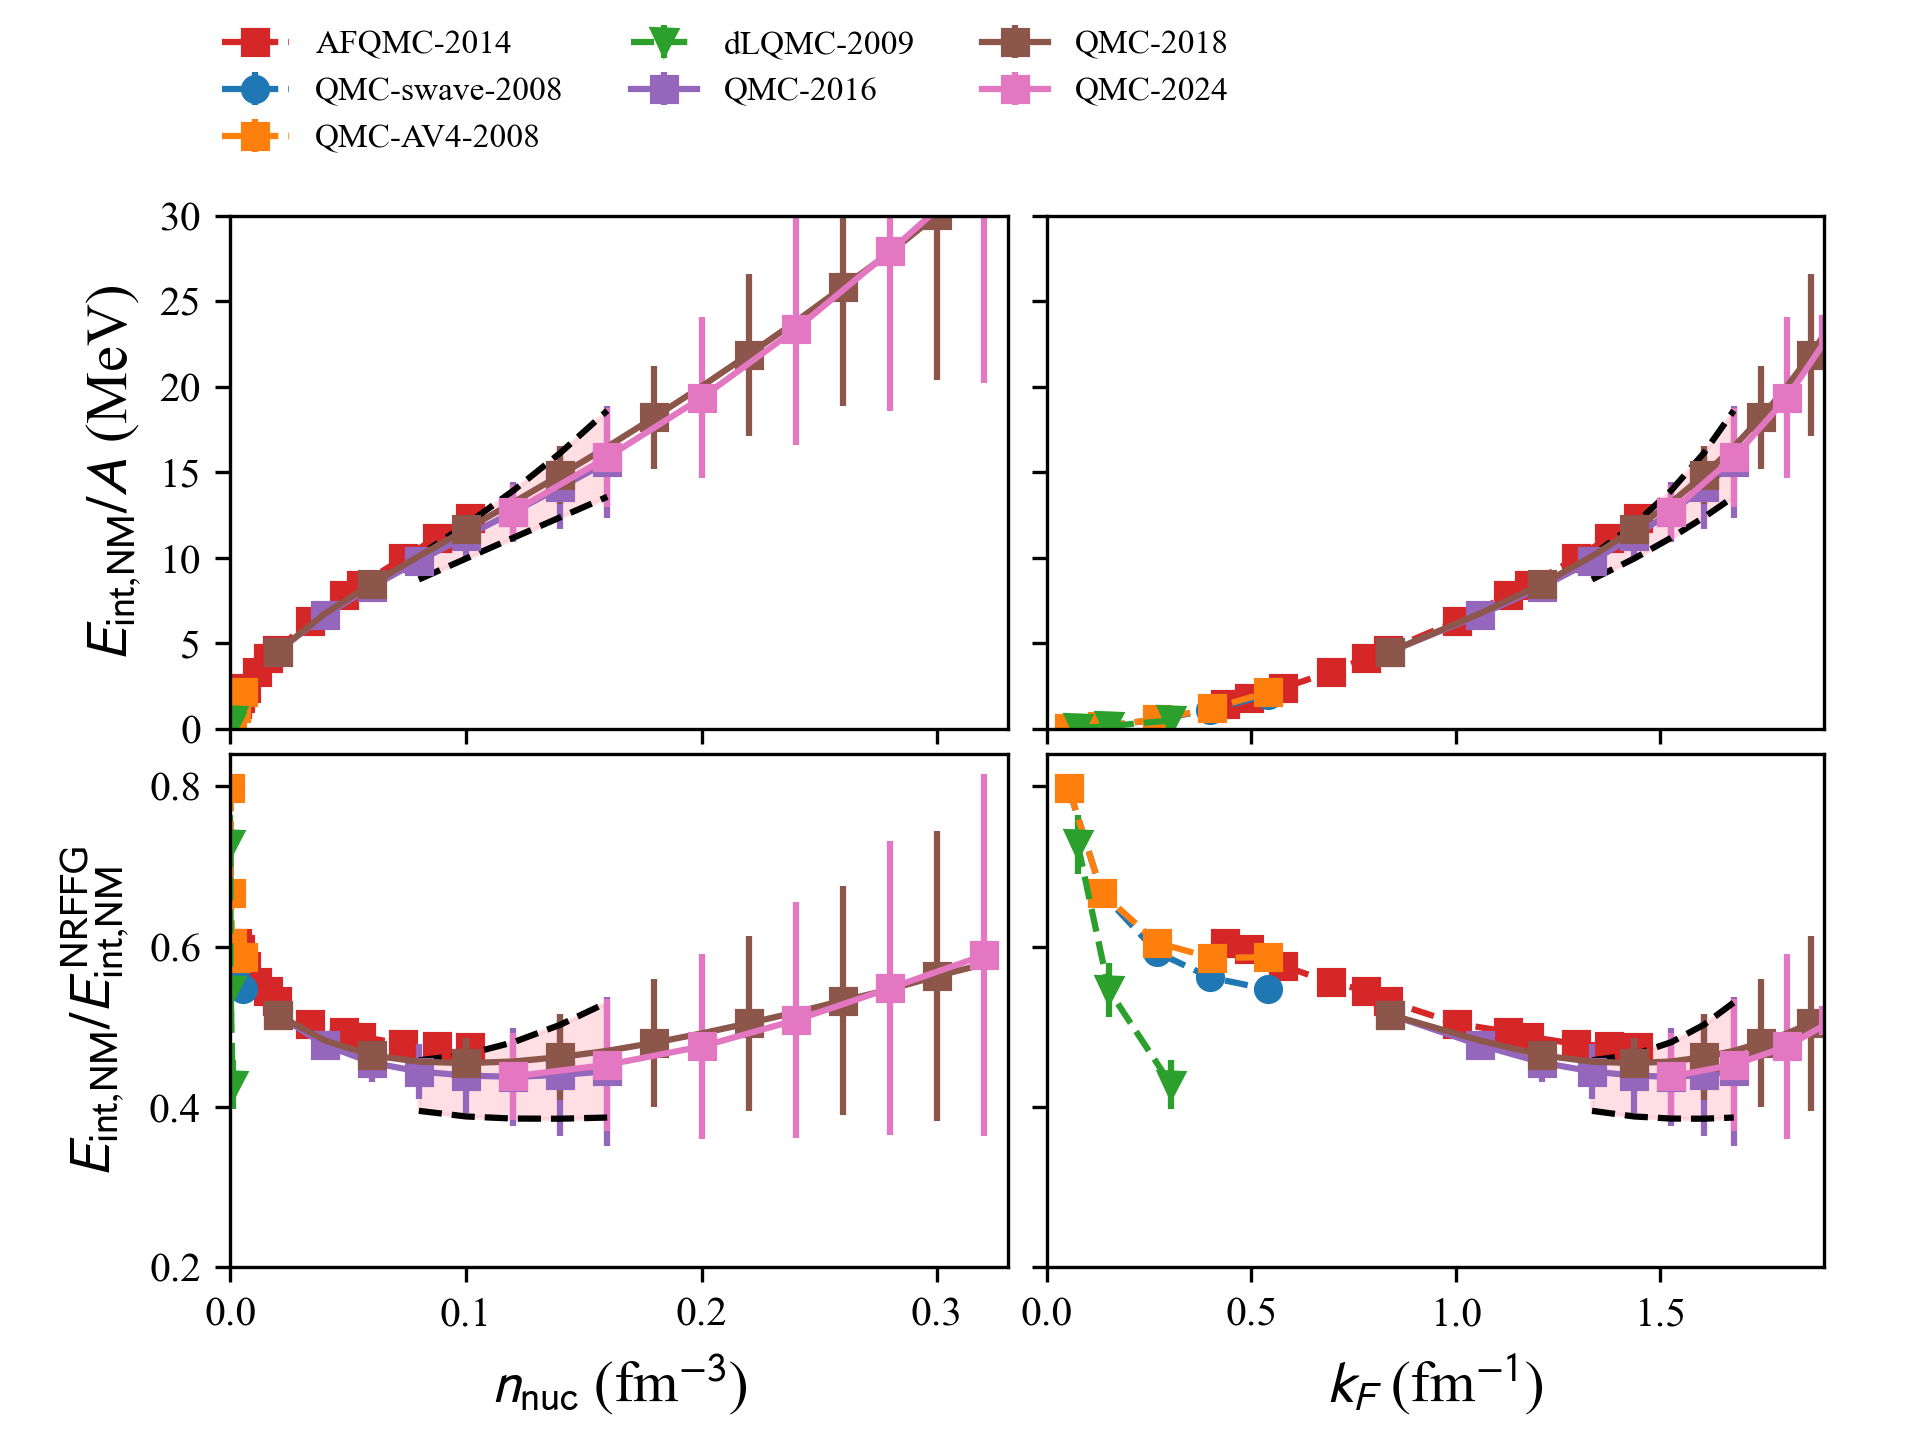 AFQMC-2014
QMC-swave-2008
QMC-AV4-2008
dLQMC-2009
QMC-2016
QMC-2018
QMC-2024
E_int,NM/A (MeV)
30
25
20
15
10
5
0
E_int,NM/E^NRFFG_int,NM
0.8
0.6
0.4
0.2
0.0 0.1 0.2 0.3
n_nuc (fm⁻³)
0.0 0.5 1.0 1.5
k_F (fm⁻¹)